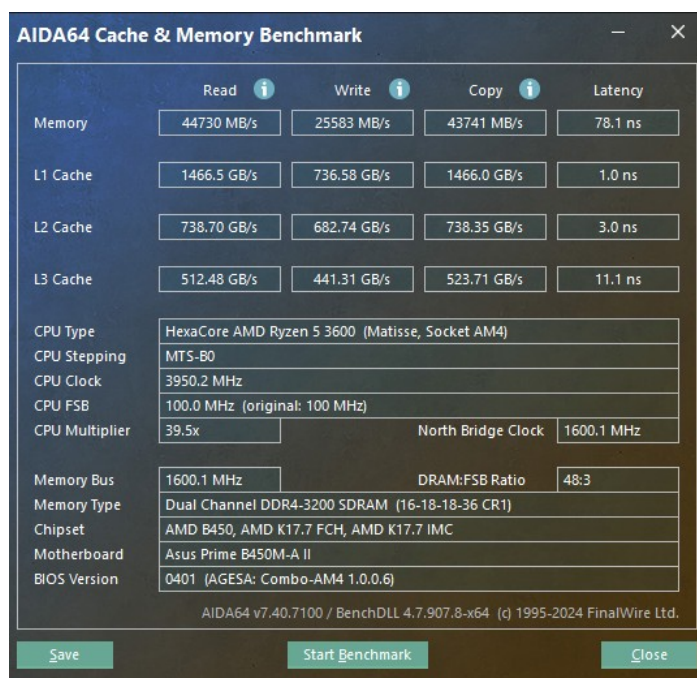 AIDA64 Cache & Memory Benchmark
Read Write Copy Latency
Memory 44730 MB/s 25583 MB/s 43741 MB/s 78.1 ns
L1 Cache 1466.5 GB/s 736.58 GB/s 1466.0 GB/s 1.0 ns
L2 Cache 738.70 GB/s 682.74 GB/s 738.35 GB/s 3.0 ns
L3 Cache 512.48 GB/s 441.31 GB/s 523.71 GB/s 11.1 ns
CPU Type HexaCore AMD Ryzen 5 3600 (Matisse, Socket AM4)
CPU Stepping MTS-B0
CPU Clock 3950.2 MHz
CPU FSB 100.0 MHz (original: 100 MHz)
CPU Multiplier 39.5x North Bridge Clock 1600.1 MHz
Memory Bus 1600.1 MHz DRAM:FSB Ratio 48:3
Memory Type Dual Channel DDR4-3200 SDRAM (16-18-18-36 CR1)
Chipset AMD B450, AMD K17.7 FCH, AMD K17.7 IMC
Motherboard Asus Prime B450M-A II
BIOS Version 0401 (AGESA: Combo-AM4 1.0.0.6)
AIDA64 v7.40.7100 / BenchDLL 4.7.907.8-x64 (c) 1995-2024 FinalWire Ltd.
Save Start Benchmark Close